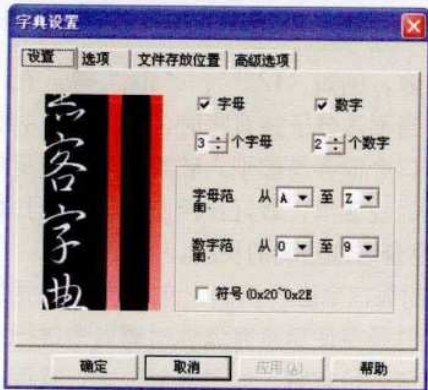 字典设置
设置 选项 文件存放位置 高级选项
黑客字典
字母 数字
3 个字母 2 个数字
字母范围: 从 A 至 Z
数字范围: 从 0 至 9
符号(0x20~0x2E
确定 取消 应用(A) 帮助